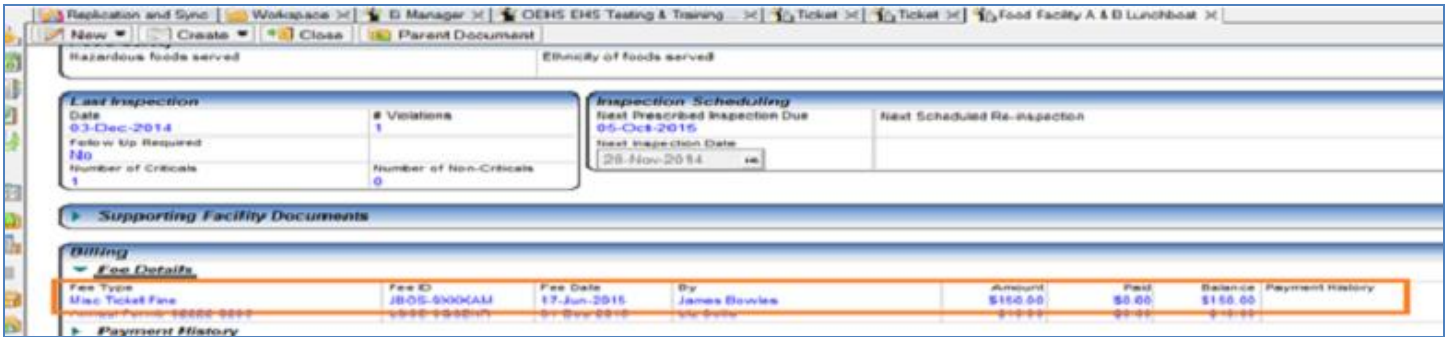 Replication and Sync Workspace Ei Manager OEHS EHS Testing & Training ... Ticket Ticket Food Facility A & B Lunchboat
New Create Close Parent Document
Hazardous foods served Ethnicity of foods served
Last Inspection Inspection Scheduling
Date # Violations Next Prescribed Inspection Due Next Scheduled Re-inspection
03-Dec-2014 1 05-Oct-2015
Follow Up Required Next Inspection Date
No 28-Nov-2014
Number of Criticals Number of Non-Criticals
1 0
Supporting Facility Documents
Billing
Fee Details
Fee Type Fee ID Fee Date By Amount Paid Balance Payment History
Misc Ticket Fine 17-Jun-2015 James Bowles $150.00 $0.00 $150.00
Payment History